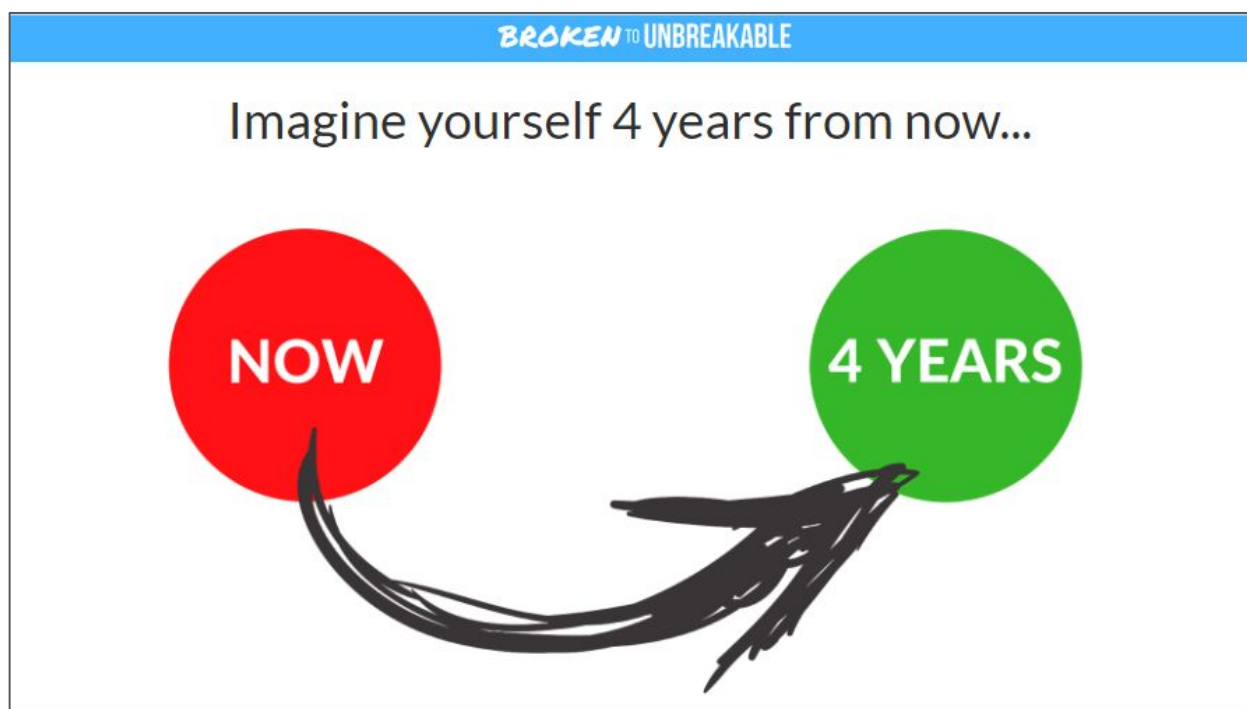 BROKEN TO UNBREAKABLE
Imagine yourself 4 years from now...
NOW
4 YEARS